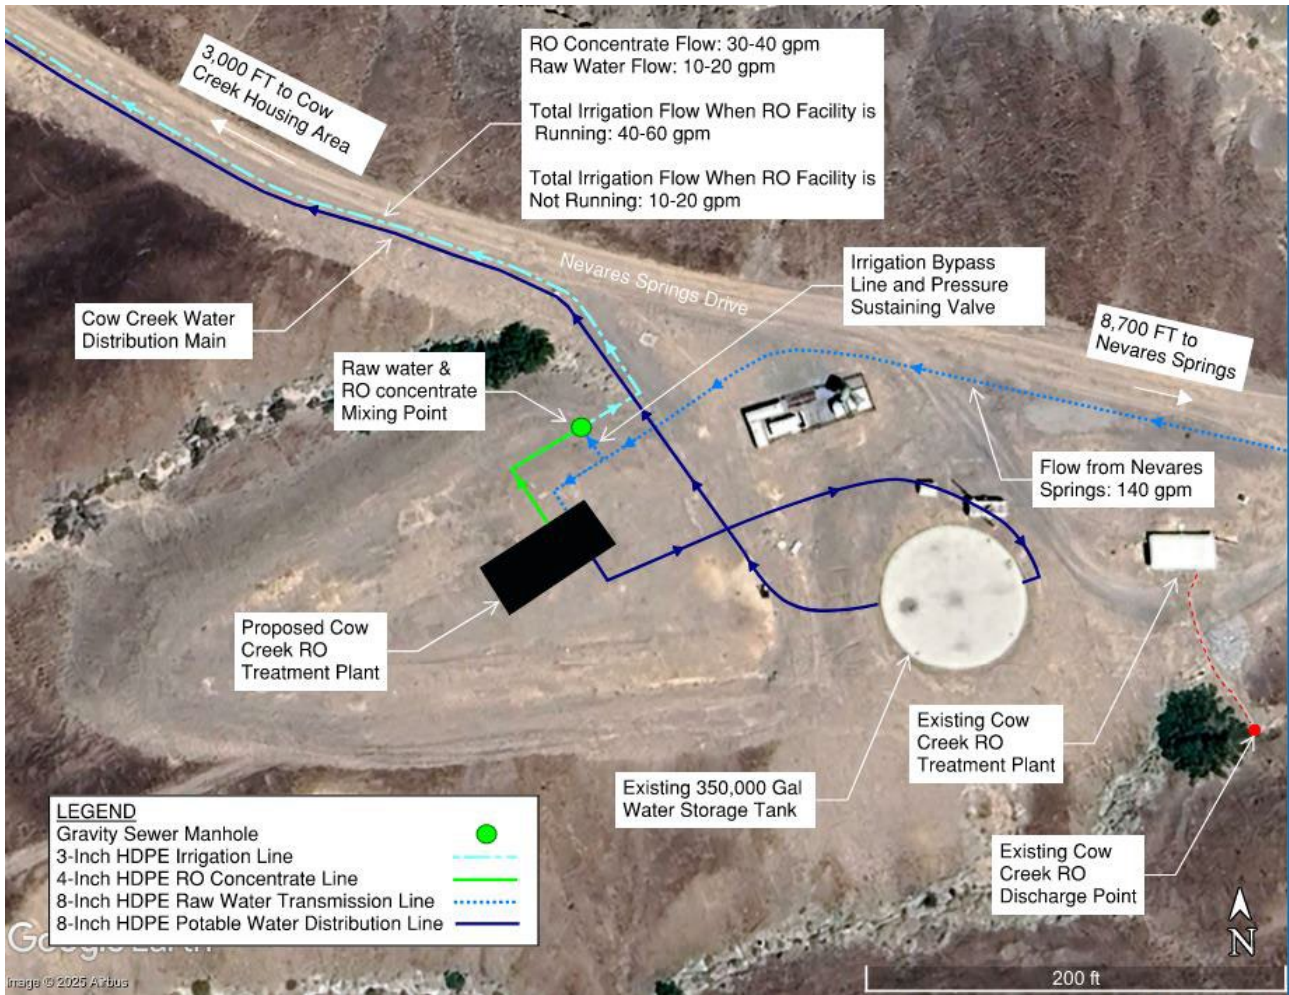 RO Concentrate Flow: 30-40 gpm
Raw Water Flow: 10-20 gpm
Total Irrigation Flow When RO Facility is
Running: 40-60 gpm
Total Irrigation Flow When RO Facility is
Not Running: 10-20 gpm
3,000 FT to Cow
Creek Housing Area
Nevares Springs Drive
Irrigation Bypass
Line and Pressure
Sustaining Valve
8,700 FT to
Nevares Springs
Cow Creek Water
Distribution Main
Raw water &
RO concentrate
Mixing Point
Flow from Nevares
Springs: 140 gpm
Proposed Cow
Creek RO
Treatment Plant
Existing Cow
Creek RO
Treatment Plant
Existing 350,000 Gal
Water Storage Tank
Existing Cow
Creek RO
Discharge Point
LEGEND
Gravity Sewer Manhole
3-Inch HDPE Irrigation Line
4-Inch HDPE RO Concentrate Line
8-Inch HDPE Raw Water Transmission Line
8-Inch HDPE Potable Water Distribution Line
Google Earth
Image © 2025 Airbus
N
200 ft